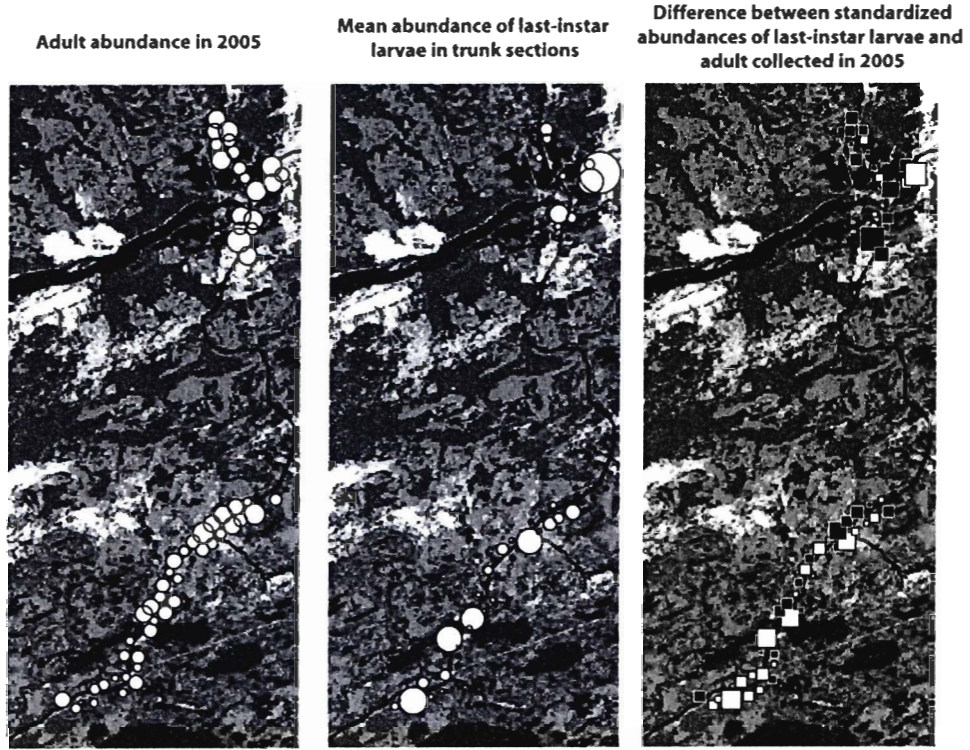 Adult abundance in 2005
Mean abundance of last-instar
larvae in trunk sections
Difference between standardized
abundances of last-instar larvae and
adult collected in 2005